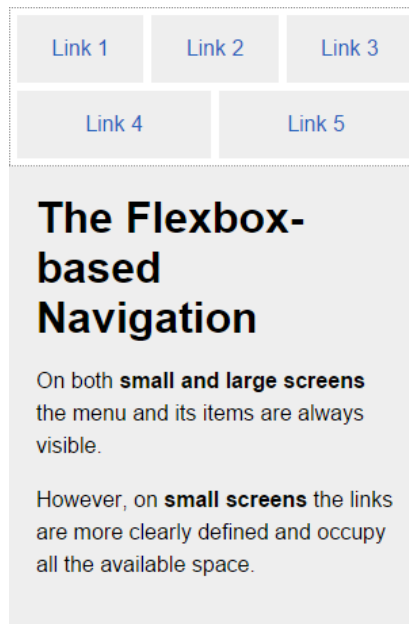 Link 1 Link 2 Link 3
Link 4 Link 5
The Flexbox-
based
Navigation
On both small and large screens
the menu and its items are always
visible.
However, on small screens the links
are more clearly defined and occupy
all the available space.